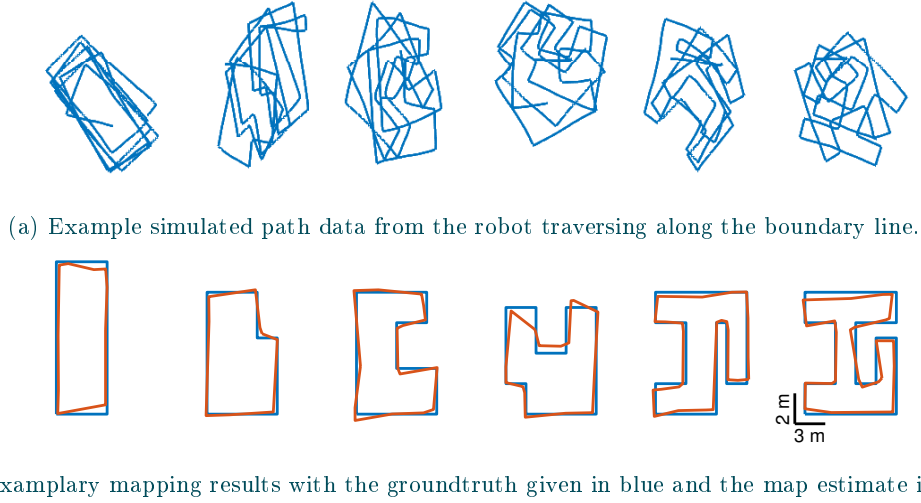 (a) Example simulated path data from the robot traversing along the boundary line.
2 m
3 m
xamplary mapping results with the groundtruth given in blue and the map estimate i